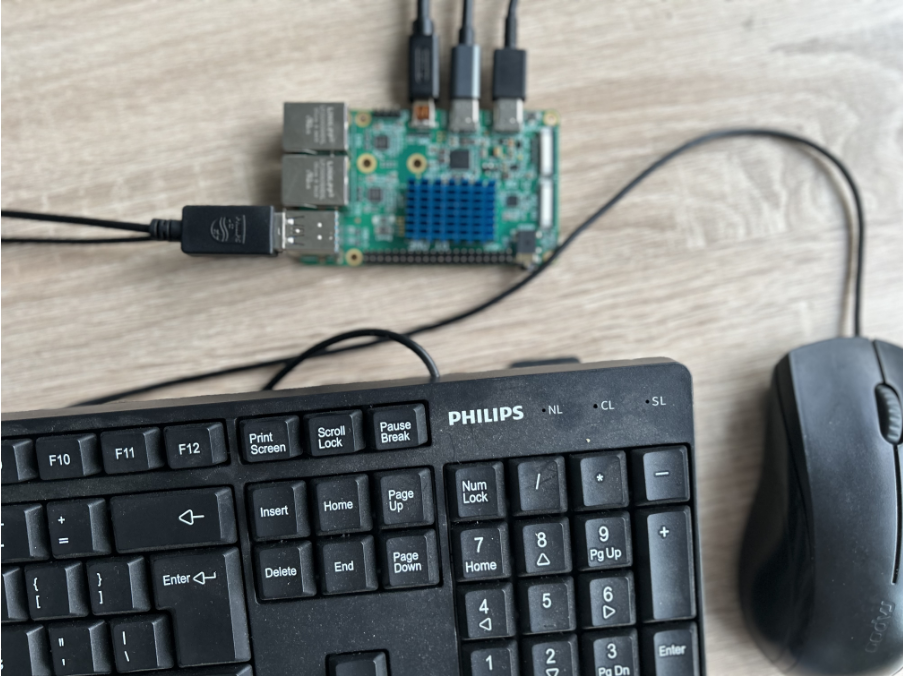 PHILIPS
NL
CL
SL
F10
F11
F12
Print
Screen
Scroll
Lock
Pause
Break
+
=
Insert
Home
Page
Up
Num
Lock
/
*
–
{
[
}
]
Enter
Delete
End
Page
Down
7
Home
8
9
Pg Up
+
"
'
|
\
4
5
6
1
2
3
Pg Dn
Enter